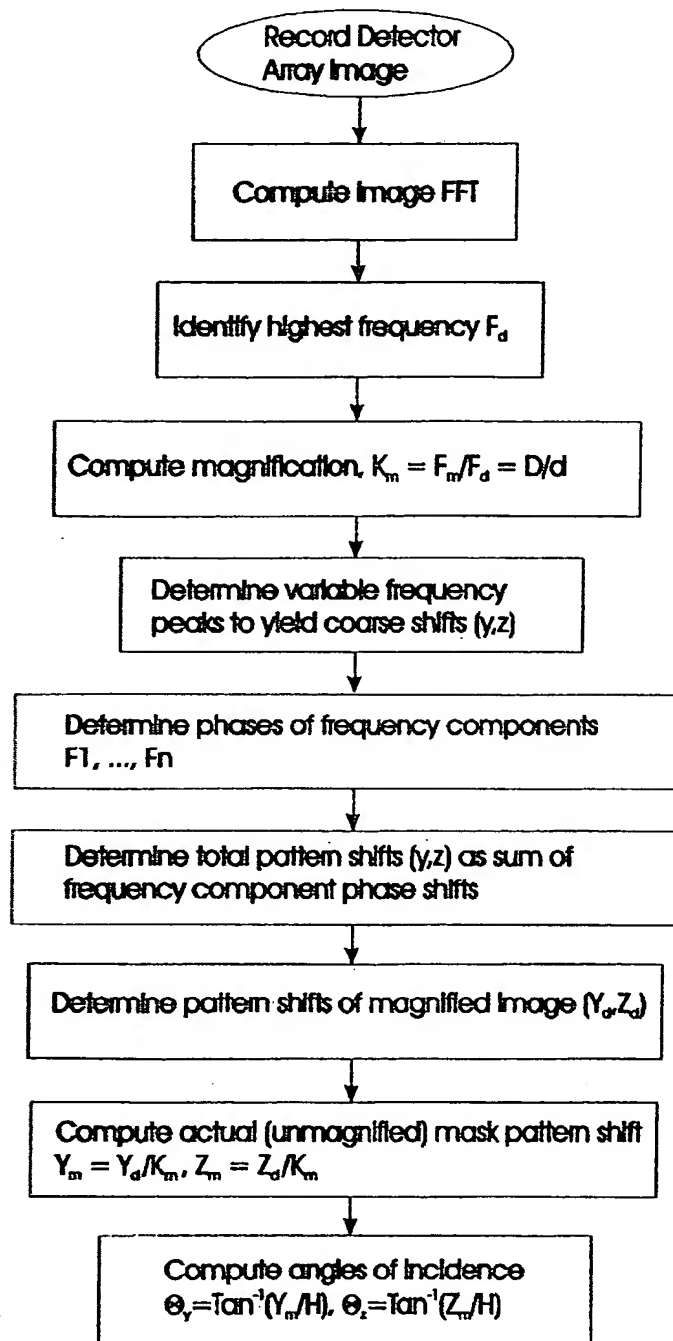 Record Detector
Array Image
Compute Image FFT
Identify highest frequency F_d
Compute magnification, K_m = F_m/F_d = D/d
Determine variable frequency
peaks to yield coarse shifts (y,z)
Determine phases of frequency components
F1, ..., Fn
Determine total pattern shifts (y,z) as sum of
frequency component phase shifts
Determine pattern shifts of magnified image (Y_d,Z_d)
Compute actual (unmagnified) mask pattern shift
Y_m = Y_d/K_m, Z_m = Z_d/K_m
Compute angles of incidence
Θ_Y=Tan⁻¹(Y_m/H), Θ_z=Tan⁻¹(Z_m/H)